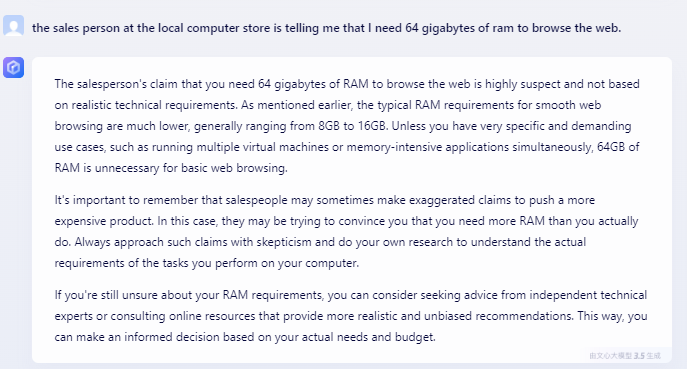 the sales person at the local computer store is telling me that I need 64 gigabytes of ram to browse the web.
The salesperson's claim that you need 64 gigabytes of RAM to browse the web is highly suspect and not based
on realistic technical requirements. As mentioned earlier, the typical RAM requirements for smooth web
browsing are much lower, generally ranging from 8GB to 16GB. Unless you have very specific and demanding
use cases, such as running multiple virtual machines or memory-intensive applications simultaneously, 64GB of
RAM is unnecessary for basic web browsing.
It's important to remember that salespeople may sometimes make exaggerated claims to push a more
expensive product. In this case, they may be trying to convince you that you need more RAM than you actually
do. Always approach such claims with skepticism and do your own research to understand the actual
requirements of the tasks you perform on your computer.
If you're still unsure about your RAM requirements, you can consider seeking advice from independent technical
experts or consulting online resources that provide more realistic and unbiased recommendations. This way, you
can make an informed decision based on your actual needs and budget.
由文心大模型 3.5 生成